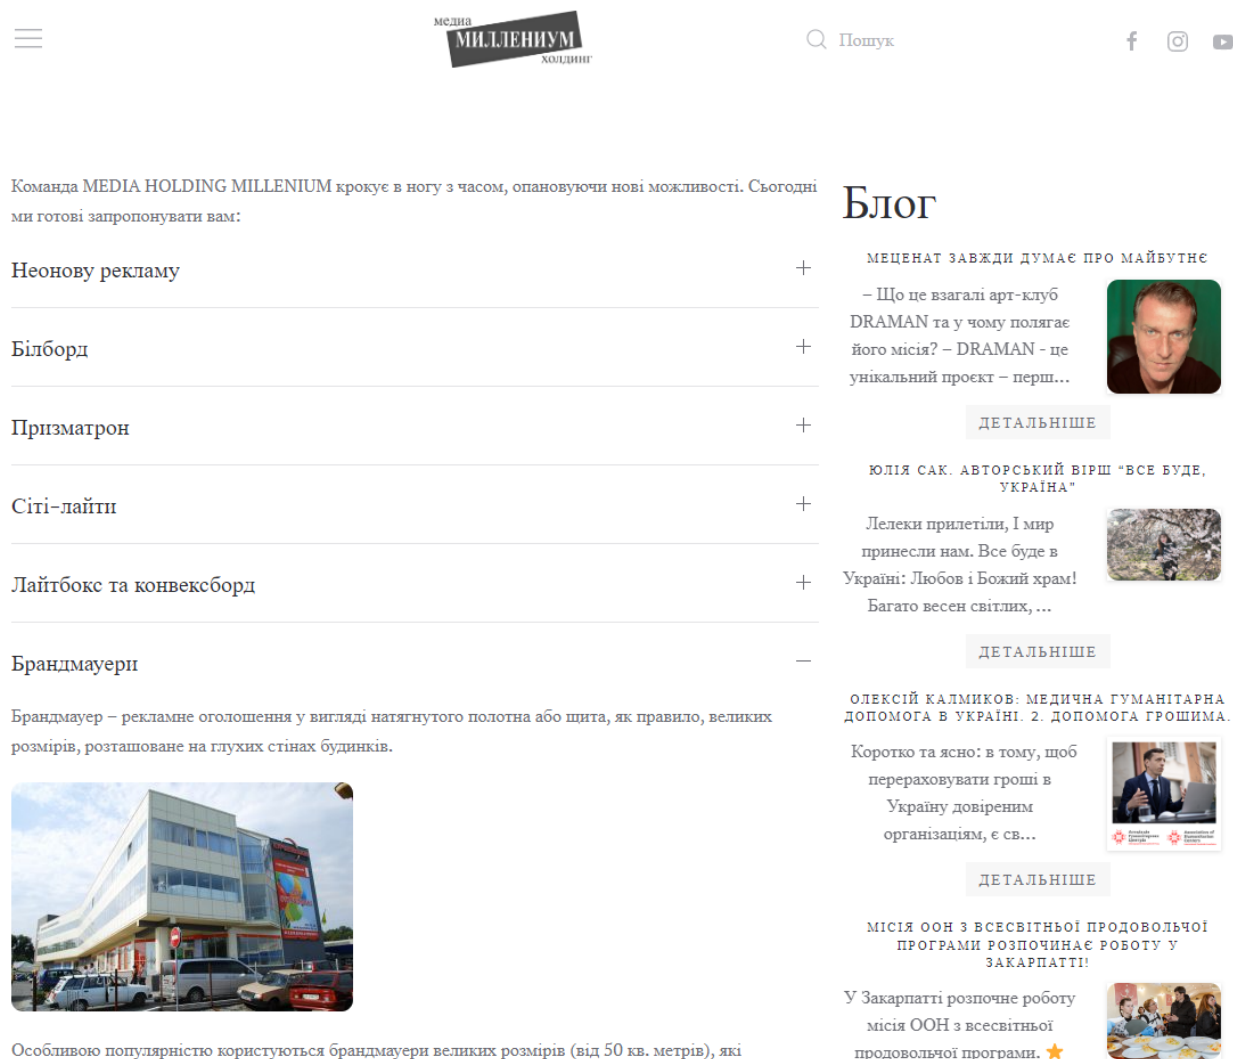 медиа
МИЛЛЕНИУМ
холдинг
Пошук
Команда MEDIA HOLDING MILLENIUM крокує в ногу з часом, опановуючи нові можливості. Сьогодні
ми готові запропонувати вам:
Неонову рекламу
Білборд
Призматрон
Сіті-лайти
Лайтбокс та конвексборд
Брандмауери
Брандмауер – рекламне оголошення у вигляді натягнутого полотна або щита, як правило, великих
розмірів, розташоване на глухих стінах будинків.
Особливою популярністю користуються брандмауери великих розмірів (від 50 кв. метрів), які
Блог
МЕЦЕНАТ ЗАВЖДИ ДУМАЄ ПРО МАЙБУТНЄ
– Що це взагалі арт-клуб
DRAMAN та у чому полягає
його місія? – DRAMAN - це
унікальний проєкт – перш...
ДЕТАЛЬНІШЕ
ЮЛІЯ САК. АВТОРСЬКИЙ ВІРШ “ВСЕ БУДЕ,
УКРАЇНА”
Лелеки прилетіли, І мир
принесли нам. Все буде в
Україні: Любов і Божий храм!
Багато весен світлих, ...
ДЕТАЛЬНІШЕ
ОЛЕКСІЙ КАЛМИКОВ: МЕДИЧНА ГУМАНІТАРНА
ДОПОМОГА В УКРАЇНІ. 2. ДОПОМОГА ГРОШИМА.
Коротко та ясно: в тому, щоб
перераховувати гроші в
Україну довіреним
організаціям, є св...
ДЕТАЛЬНІШЕ
МІСІЯ ООН З ВСЕСВІТНЬОЇ ПРОДОВОЛЬЧОЇ
ПРОГРАМИ РОЗПОЧИНАЄ РОБОТУ У
ЗАКАРПАТТІ!
У Закарпатті розпочне роботу
місія ООН з всесвітньої
продовольчої програми.